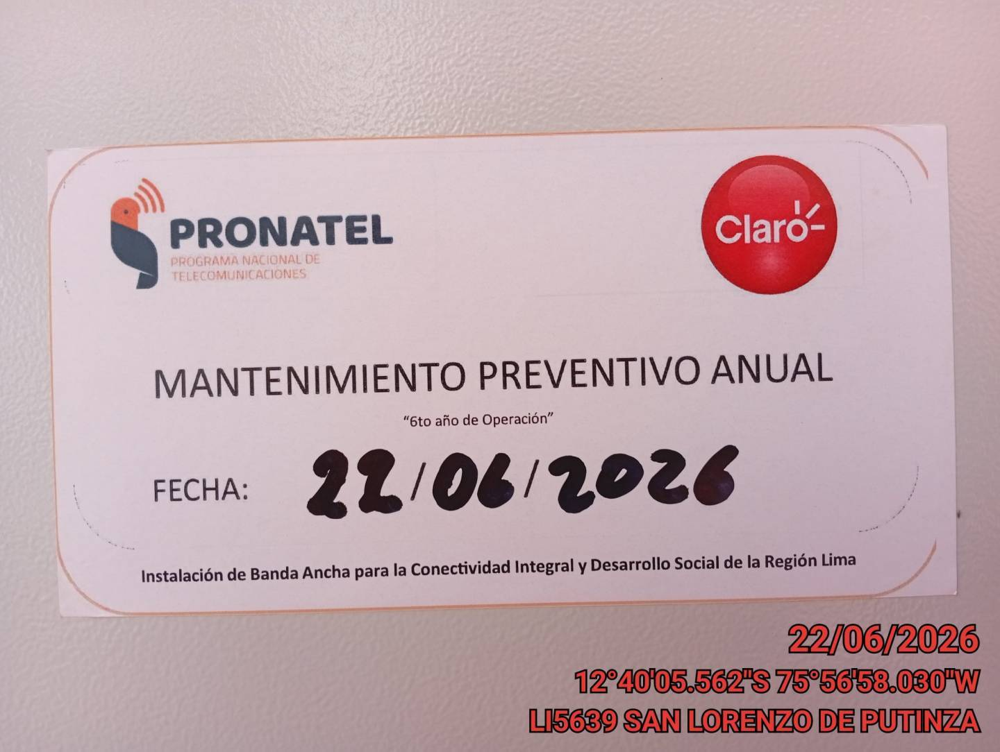 PRONATEL
PROGRAMA NACIONAL DE
TELECOMUNICACIONES
Claro
MANTENIMIENTO PREVENTIVO ANUAL
“6to año de Operación”
FECHA: 22/06/2026
Instalación de Banda Ancha para la Conectividad Integral y Desarrollo Social de la Región Lima
22/06/2026
12°40'05.562"S 75°56'58.030"W
LI5639 SAN LORENZO DE PUTINZA